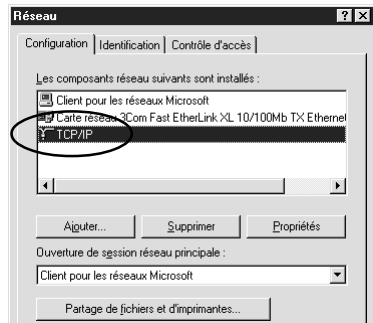 Réseau
Configuration Identification Contrôle d'accès
Les composants réseau suivants sont installés :
Client pour les réseaux Microsoft
Carte réseau 3Com Fast EtherLink XL 10/100Mb TX Ethernet
TCP/IP
Ajouter... Supprimer Propriétés
Ouverture de session réseau principale :
Client pour les réseaux Microsoft
Partage de fichiers et d'imprimantes...